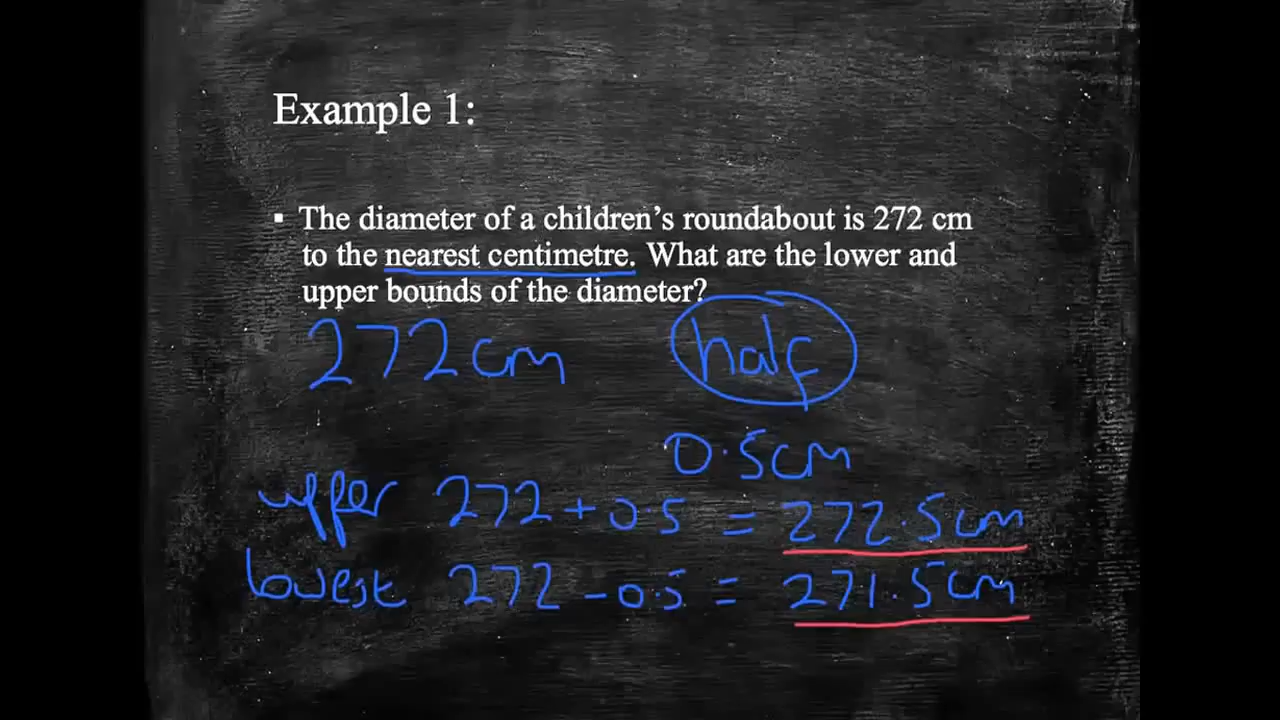 Example 1:
▪ The diameter of a children's roundabout is 272 cm
to the nearest centimetre. What are the lower and
upper bounds of the diameter?
272cm half
0.5cm
upper 272 + 0.5 = 272.5cm
lowest 272 - 0.5 = 271.5cm